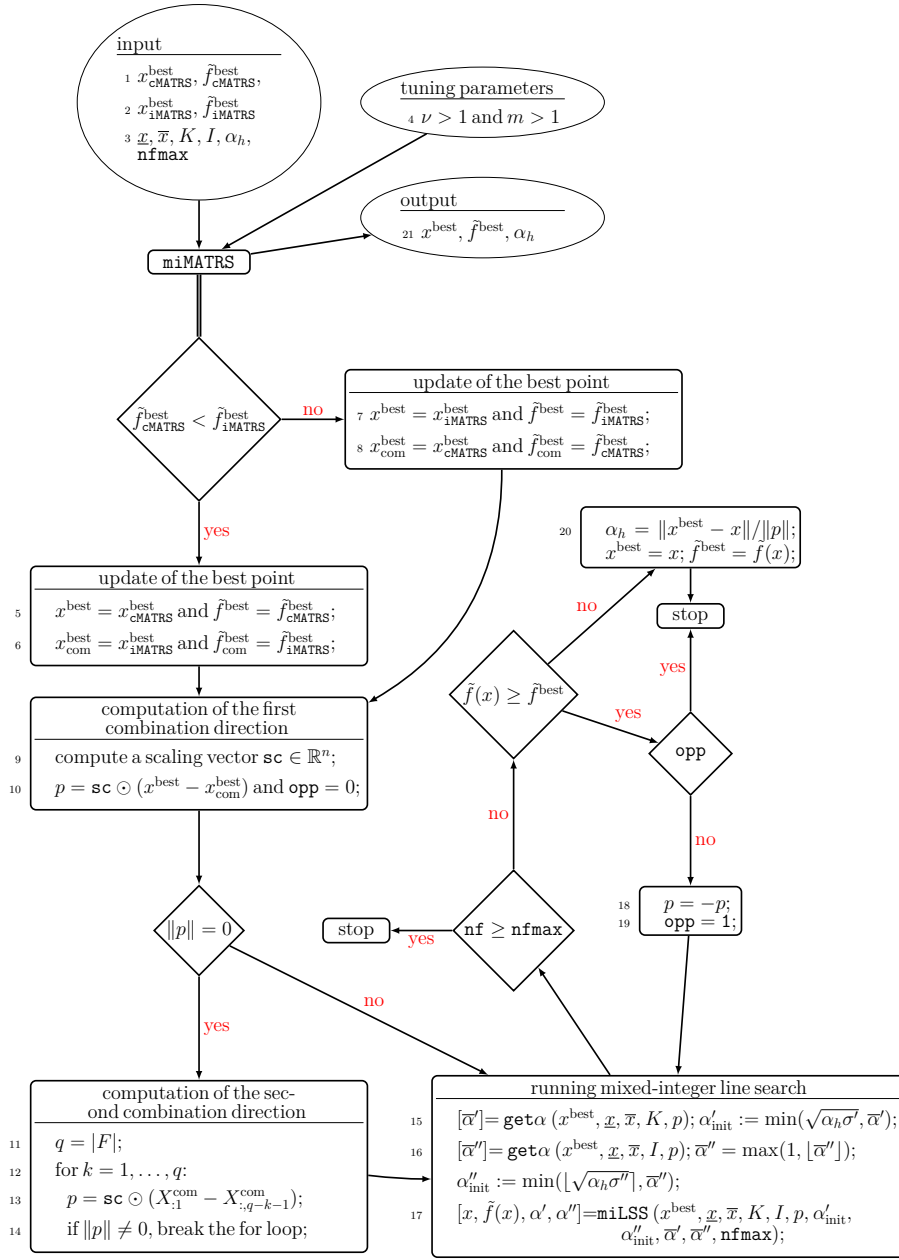 input
1 x^best_cMATRS, f̃^best_cMATRS,
2 x^best_iMATRS, f̃^best_iMATRS
3 x̲, x̅, K, I, α_h,
nfmax
tuning parameters
4 ν > 1 and m > 1
output
21 x^best, f̃^best, α_h
miMATRS
f̃^best_cMATRS < f̃^best_iMATRS
no
update of the best point
7 x^best = x^best_iMATRS and f̃^best = f̃^best_iMATRS;
8 x^best_com = x^best_cMATRS and f̃^best_com = f̃^best_cMATRS;
yes
update of the best point
5 x^best = x^best_cMATRS and f̃^best = f̃^best_cMATRS;
6 x^best_com = x^best_iMATRS and f̃^best_com = f̃^best_iMATRS;
computation of the first
combination direction
9 compute a scaling vector sc ∈ ℝ^n;
10 p = sc ⊙ (x^best − x^best_com) and opp = 0;
‖p‖ = 0
no
yes
computation of the sec-
ond combination direction
11 q = |F|;
12 for k = 1, . . . , q:
13 p = sc ⊙ (X^com_:1 − X^com_:,q−k−1);
14 if ‖p‖ ≠ 0, break the for loop;
running mixed-integer line search
15 [α̅′]= getα (x^best, x̲, x̅, K, p); α′_init := min(√(α_h σ′), α̅′);
16 [α̅″]= getα (x^best, x̲, x̅, I, p); α̅″ = max(1, ⌊α̅″⌋);
α″_init := min(⌊√(α_h σ″)⌉, α̅″);
17 [x, f̃(x), α′, α″]=miLSS (x^best, x̲, x̅, K, I, p, α′_init,
α″_init, α̅′, α̅″, nfmax);
nf ≥ nfmax
yes
stop
no
f̃(x) ≥ f̃^best
no
20 α_h = ‖x^best − x‖/‖p‖;
x^best = x; f̃^best = f̃(x);
stop
yes
opp
yes
no
18 p = −p;
19 opp = 1;